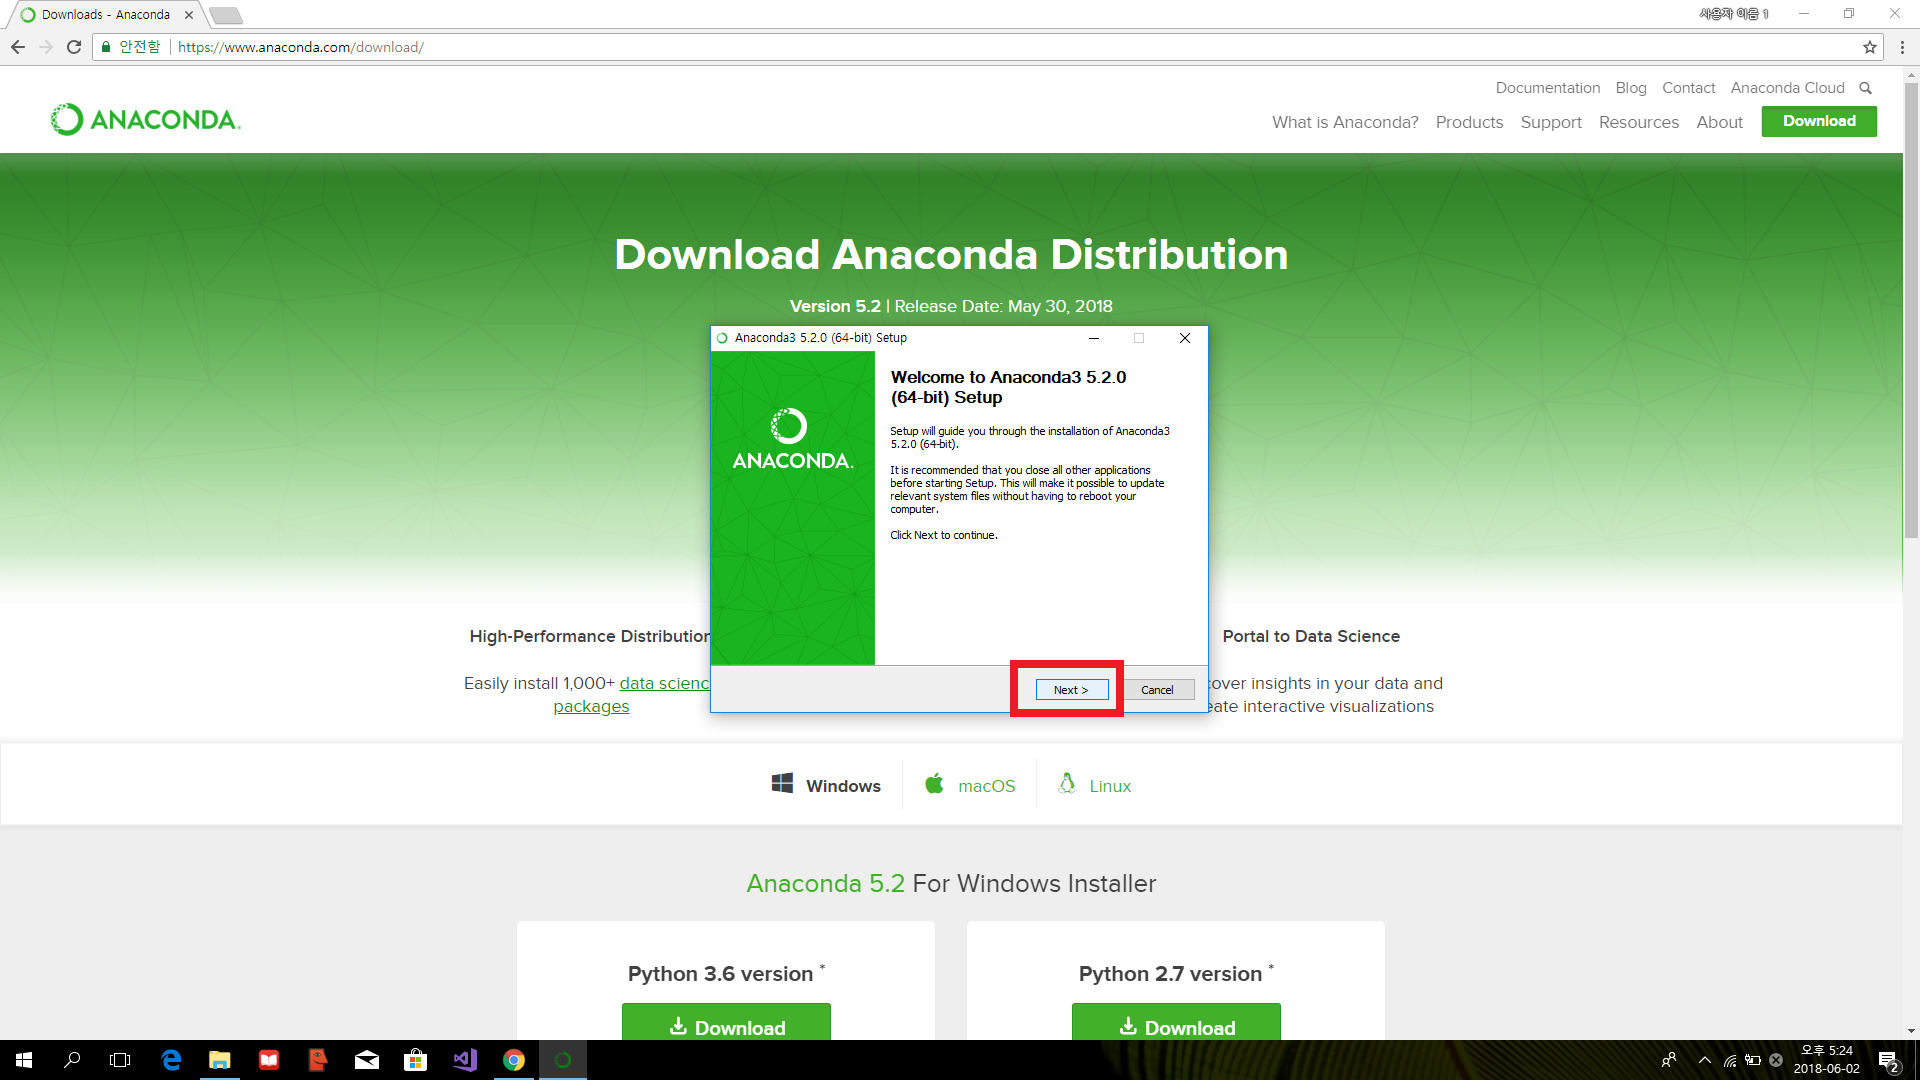 Downloads - Anaconda
사용자 이름 1
안전함
https://www.anaconda.com/download/
Documentation Blog Contact Anaconda Cloud
ANACONDA.
What is Anaconda? Products Support Resources About Download
Download Anaconda Distribution
Version 5.2 | Release Date: May 30, 2018
Anaconda3 5.2.0 (64-bit) Setup
ANACONDA.
Welcome to Anaconda3 5.2.0
(64-bit) Setup
Setup will guide you through the installation of Anaconda3
5.2.0 (64-bit).
It is recommended that you close all other applications
before starting Setup. This will make it possible to update
relevant system files without having to reboot your
computer.
Click Next to continue.
Next >
Cancel
High-Performance Distribution
Easily install 1,000+ data scienc
packages
Portal to Data Science
cover insights in your data and
eate interactive visualizations
Windows
macOS
Linux
Anaconda 5.2 For Windows Installer
Python 3.6 version *
Download
Python 2.7 version *
Download
오후 5:24
2018-06-02
2